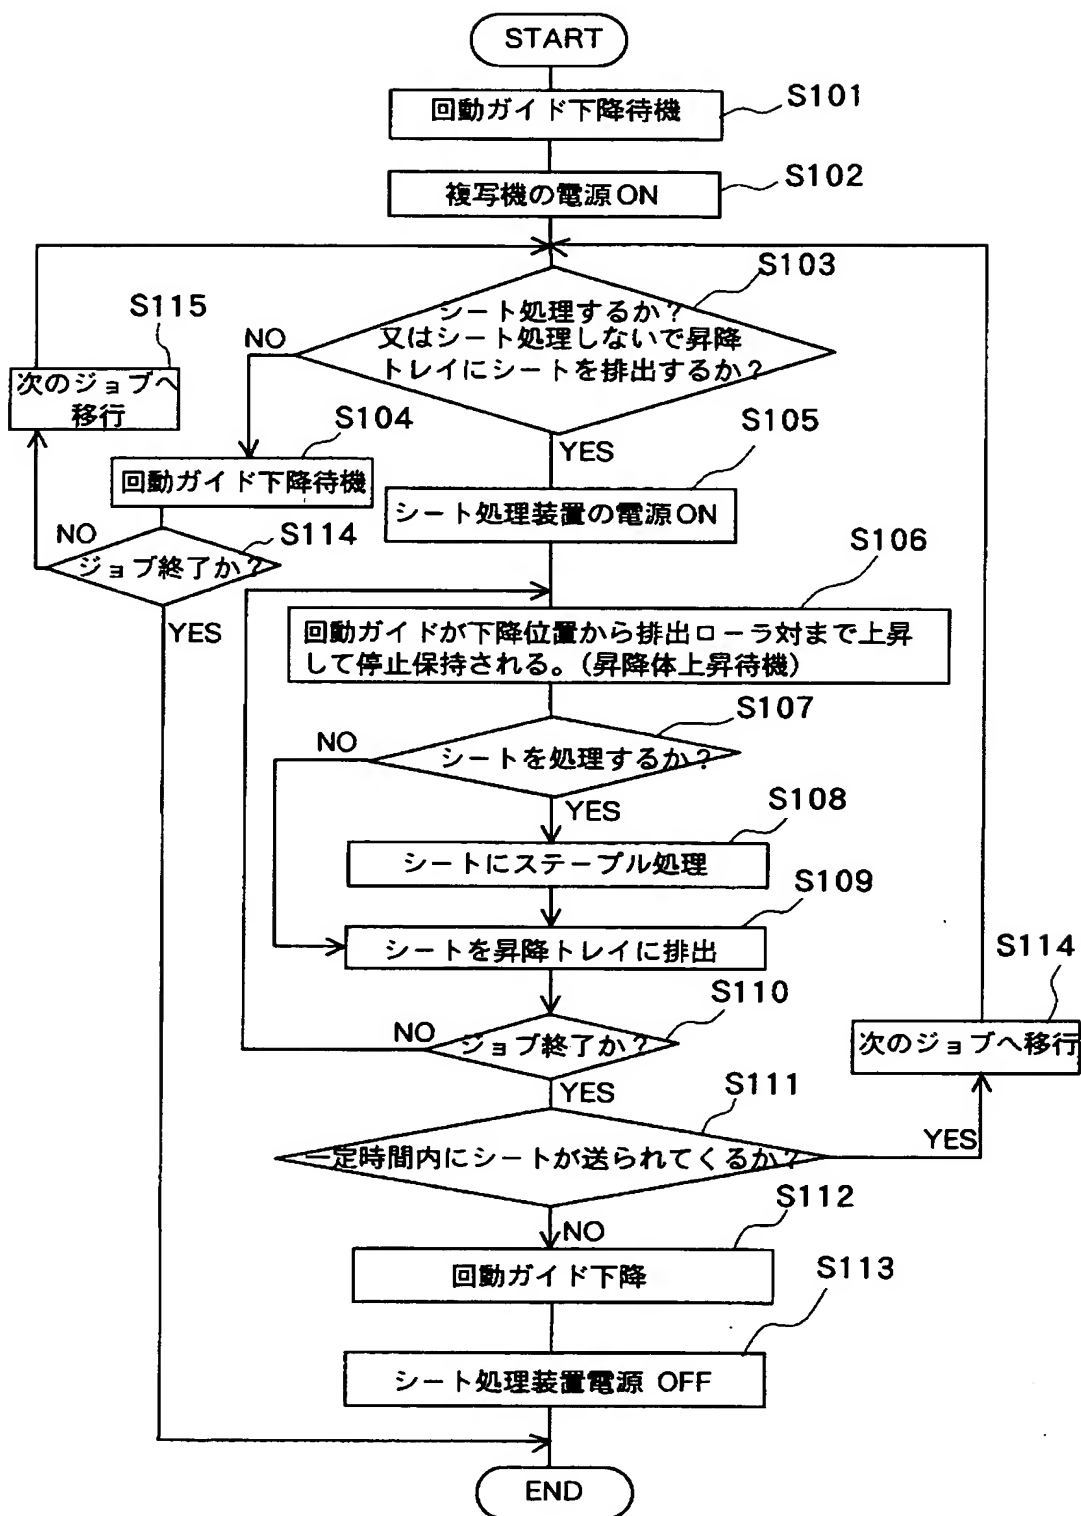 START
回動ガイド下降待機
S101
複写機の電源ON
S102
S103
シート処理するか?
又はシート処理しないで昇降
トレイにシートを排出するか?
NO
YES
S115
次のジョブへ
移行
S104
回動ガイド下降待機
S105
シート処理装置の電源ON
NO
S114
ジョブ終了か?
YES
S106
回動ガイドが下降位置から排出ローラ対まで上昇
して停止保持される。(昇降体上昇待機)
S107
NO
シートを処理するか?
YES
S108
シートにステープル処理
S109
シートを昇降トレイに排出
S110
NO
ジョブ終了か?
YES
S114
次のジョブへ移行
S111
一定時間内にシートが送られてくるか?
YES
NO
S112
回動ガイド下降
S113
シート処理装置電源 OFF
END